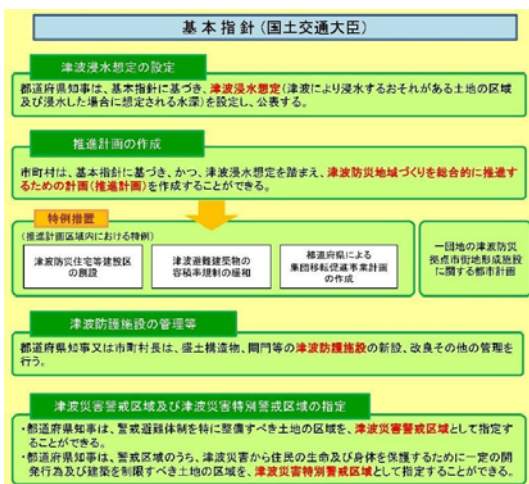 基本指針(国土交通大臣)
津波浸水想定の設定
都道府県知事は、基本指針に基づき、津波浸水想定(津波により浸水するおそれがある土地の区域
及び浸水した場合に想定される水深)を設定し、公表する。
推進計画の作成
市町村は、基本指針に基づき、かつ、津波浸水想定を踏まえ、津波防災地域づくりを総合的に推進す
るための計画(推進計画)を作成することができる。
特例措置
(推進計画区域内における特例)
津波防災住宅等建設区
の創設
津波避難建築物の
容積率規制の緩和
都道府県による
集団移転促進事業計画
の作成
一団地の津波防災
拠点市街地形成施設
に関する都市計画
津波防護施設の管理等
都道府県知事又は市町村長は、盛土構造物、閘門等の津波防護施設の新設、改良その他の管理を
行う。
津波災害警戒区域及び津波災害特別警戒区域の指定
・都道府県知事は、警戒避難体制を特に整備すべき土地の区域を、津波災害警戒区域として指定す
ることができる。
・都道府県知事は、警戒区域のうち、津波災害から住民の生命及び身体を保護するために一定の開
発行為及び建築を制限すべき土地の区域を、津波災害特別警戒区域として指定することができる。